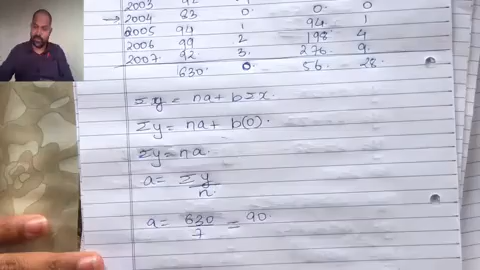 2003
2004 83 0 0 0
2005 94 1 94 1
2006 99 2 198 4
2007 92 3 276 9
630 0 56 28
Σy = na + bΣx.
Σy = na + b(0).
Σy = na.
a = Σy
n.
a = 630 = 90.
7